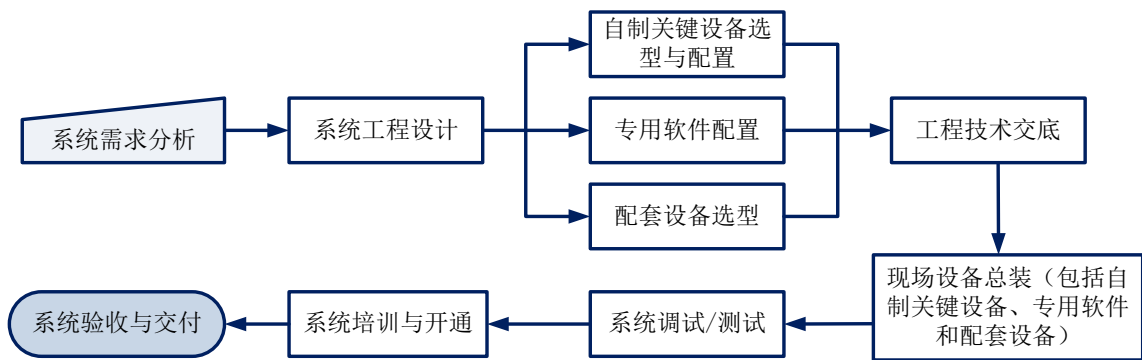 自制关键设备选
型与配置
系统需求分析
系统工程设计
专用软件配置
工程技术交底
配套设备选型
现场设备总装（包括自
制关键设备、专用软件
和配套设备）
系统调试/测试
系统培训与开通
系统验收与交付